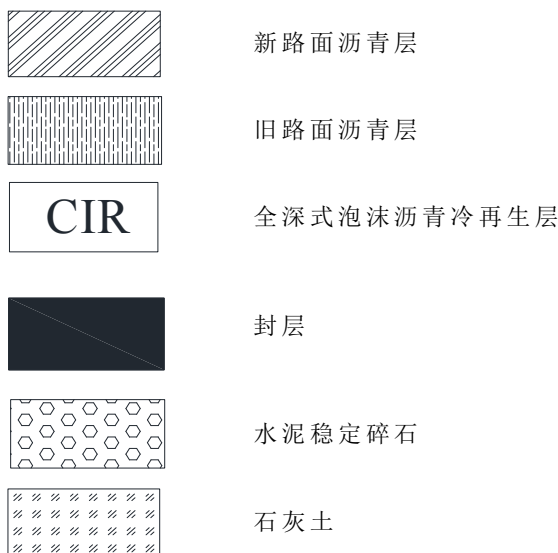 新路面沥青层
旧路面沥青层
CIR 全深式泡沫沥青冷再生层
封层
水泥稳定碎石
石灰土